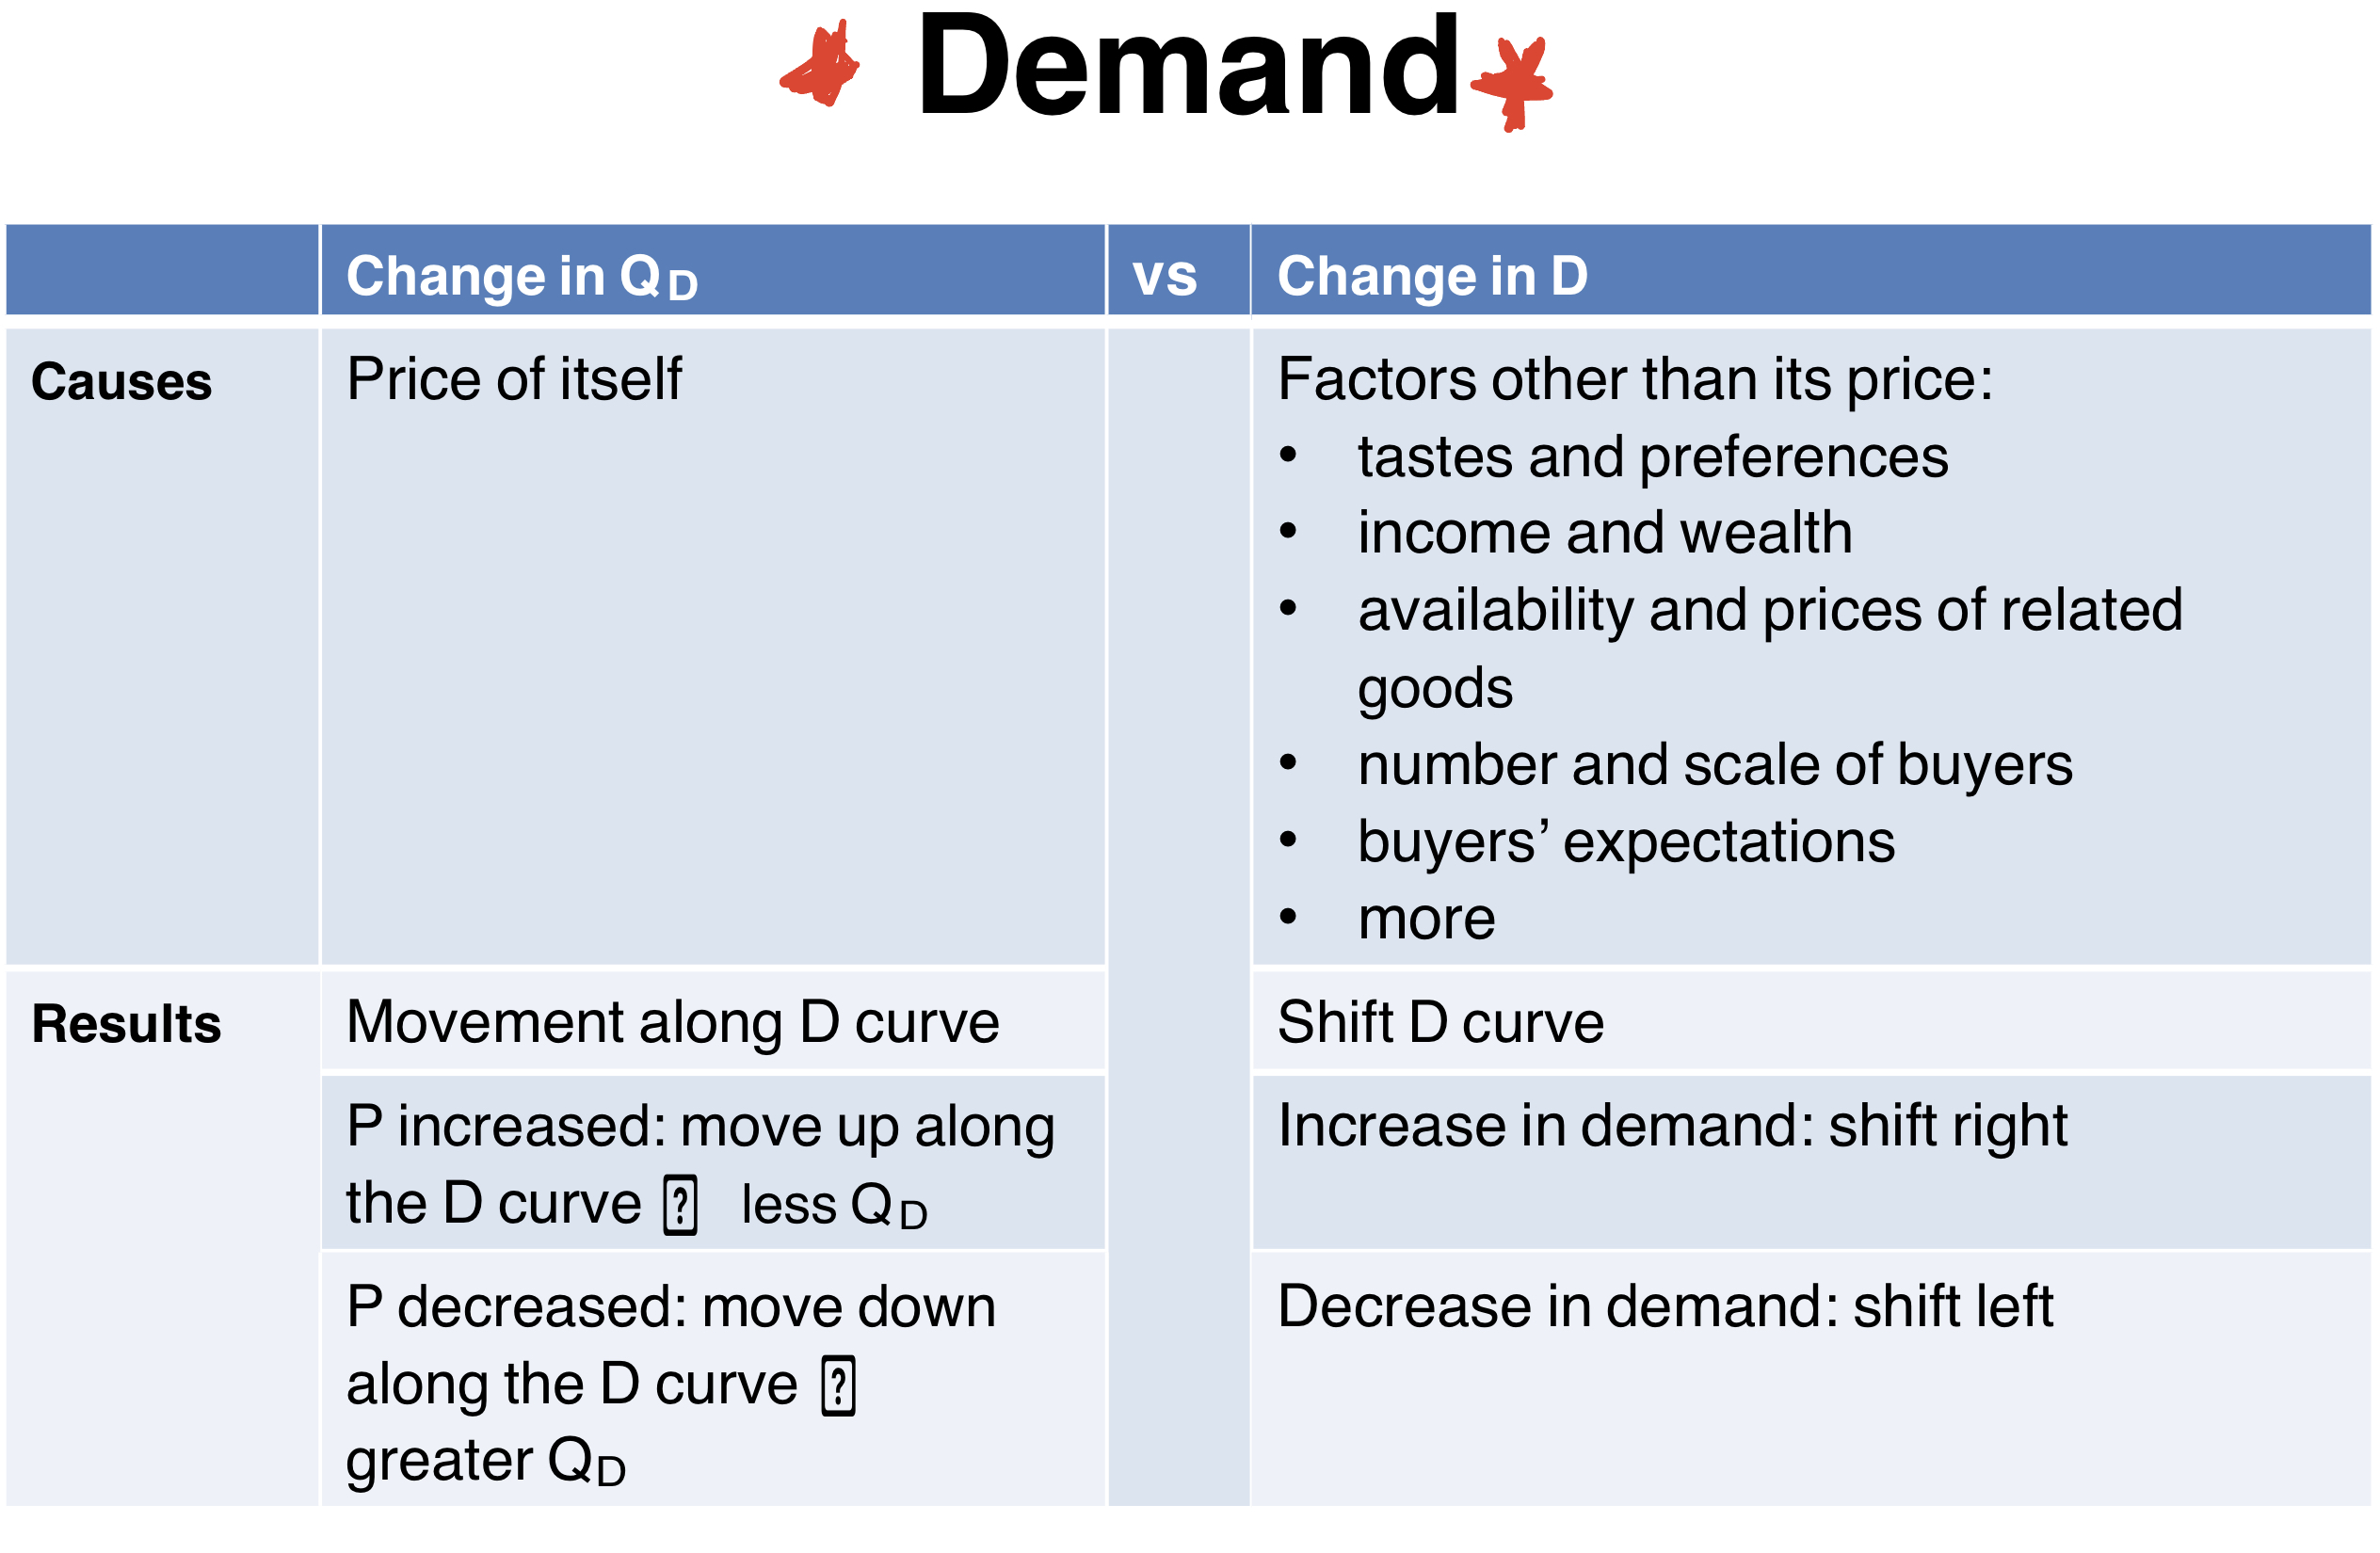 Demand
Change in QD
vs
Change in D
Causes
Price of itself
Factors other than its price:
• tastes and preferences
• income and wealth
• availability and prices of related
goods
• number and scale of buyers
• buyers’ expectations
• more
Results
Movement along D curve
Shift D curve
P increased: move up along
the D curve ⍰ less QD
Increase in demand: shift right
P decreased: move down
along the D curve ⍰
greater QD
Decrease in demand: shift left